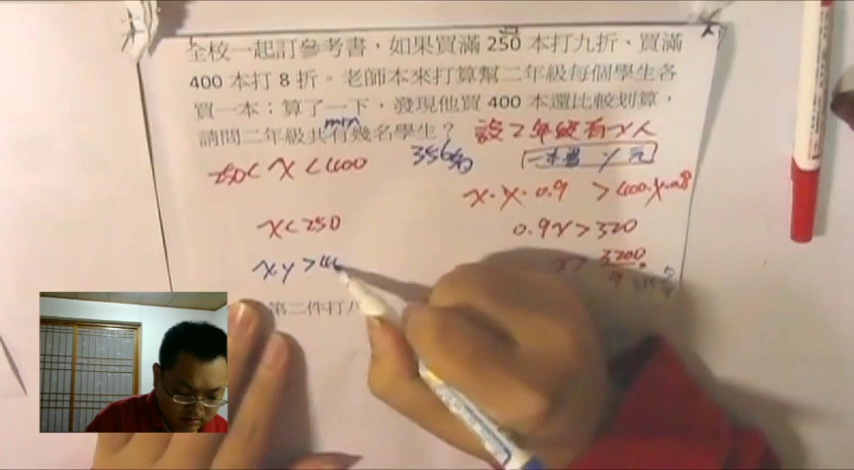 全校一起訂參考書，如果買滿 250 本打九折、買滿
400 本打 8 折。老師本來打算幫二年級每個學生各
買一本；算了一下，發現他買 400 本還比較划算，
請問二年級共有幾名學生？ 設2年級有x人
min
356
一本書 y 元
250< x <400
x·y·0.9 >400·y·0.8
x<250
0.9x>320
xy>
x> 3200/9
第二件打八